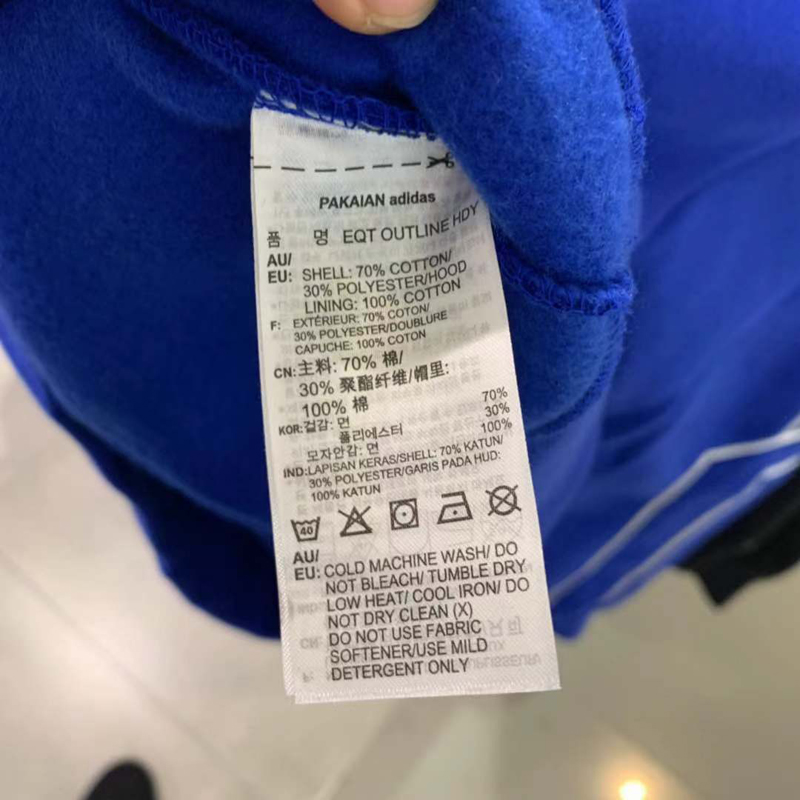 PAKAIAN adidas
품 명 EQT OUTLINE HDY
AU/
EU: SHELL: 70% COTTON/
30% POLYESTER/HOOD
LINING: 100% COTTON
F: EXTÉRIEUR: 70% COTON/
30% POLYESTER/DOUBLURE
CAPUCHE: 100% COTON
CN: 主料: 70% 棉/
30% 聚酯纤维/帽里:
100% 棉
KOR: 겉감: 면 70%
폴리에스터 30%
모자안감: 면 100%
IND: LAPISAN KERAS/SHELL: 70% KATUN/
30% POLYESTER/GARIS PADA HUD:
100% KATUN
40
AU/
EU: COLD MACHINE WASH/ DO
NOT BLEACH/ TUMBLE DRY
LOW HEAT/ COOL IRON/ DO
NOT DRY CLEAN (X)
DO NOT USE FABRIC
SOFTENER/USE MILD
DETERGENT ONLY